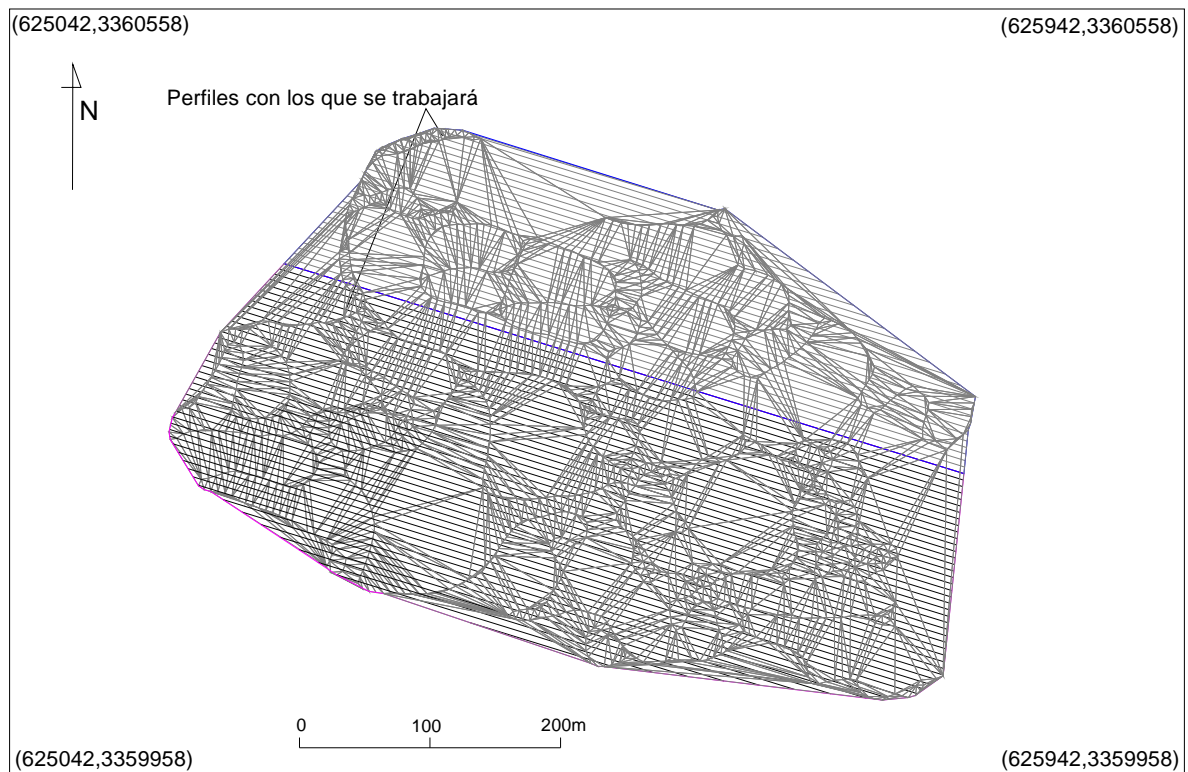 (625042,3360558)
(625942,3360558)
N
Perfiles con los que se trabajará
0 100 200m
(625042,3359958)
(625942,3359958)